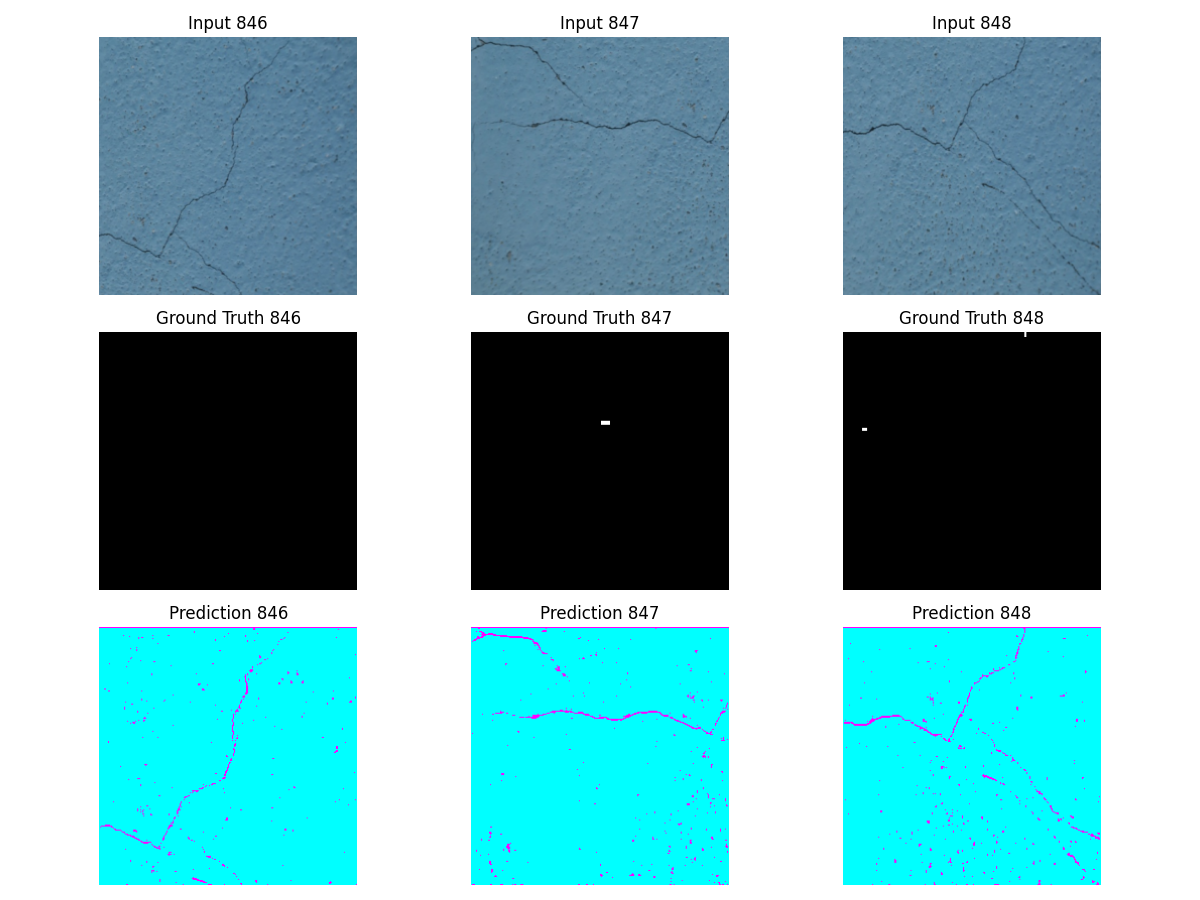 Input 846
Input 847
Input 848
Ground Truth 846
Ground Truth 847
Ground Truth 848
Prediction 846
Prediction 847
Prediction 848